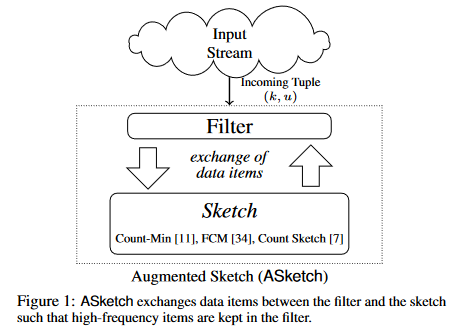 Input
Stream
Incoming Tuple
(k, u)
Filter
exchange of
data items
Sketch
Count-Min [11], FCM [34], Count Sketch [7]
Augmented Sketch (ASketch)
Figure 1: ASketch exchanges data items between the filter and the sketch
such that high-frequency items are kept in the filter.